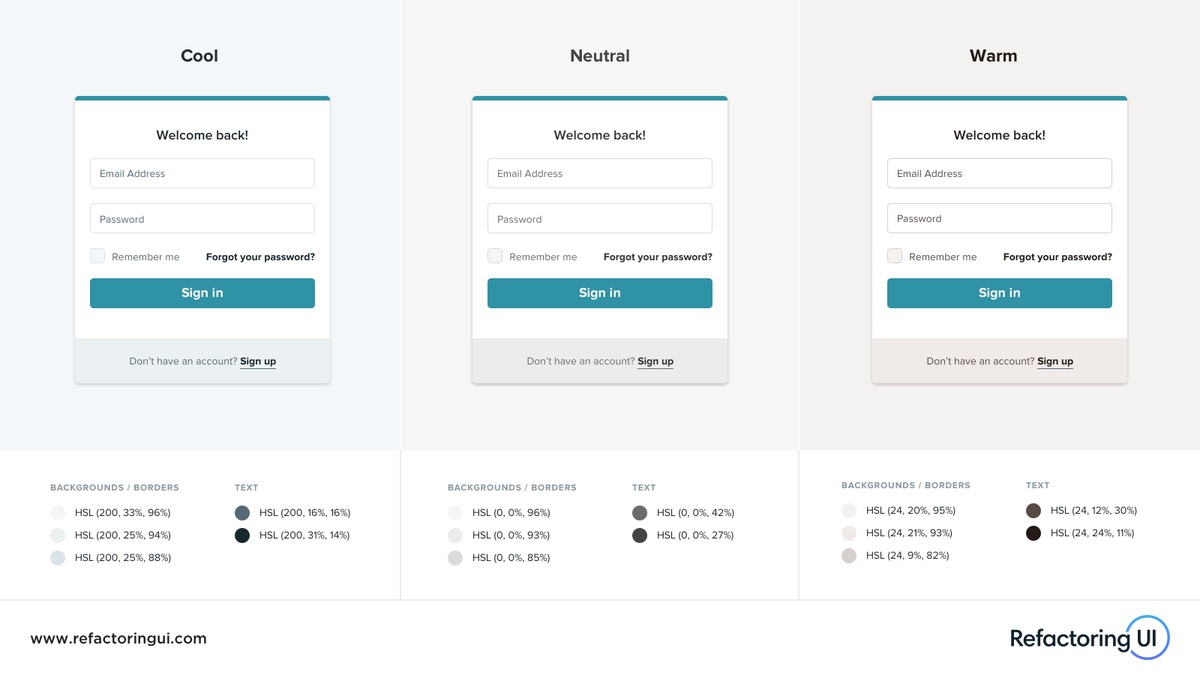 Cool
Welcome back!
Email Address
Password
Remember me Forgot your password?
Sign in
Don't have an account? Sign up
BACKGROUNDS / BORDERS
HSL (200, 33%, 96%)
HSL (200, 25%, 94%)
HSL (200, 25%, 88%)
TEXT
HSL (200, 16%, 16%)
HSL (200, 31%, 14%)
Neutral
Welcome back!
Email Address
Password
Remember me Forgot your password?
Sign in
Don't have an account? Sign up
BACKGROUNDS / BORDERS
HSL (0, 0%, 96%)
HSL (0, 0%, 93%)
HSL (0, 0%, 85%)
TEXT
HSL (0, 0%, 42%)
HSL (0, 0%, 27%)
Warm
Welcome back!
Email Address
Password
Remember me Forgot your password?
Sign in
Don't have an account? Sign up
BACKGROUNDS / BORDERS
HSL (24, 20%, 95%)
HSL (24, 21%, 93%)
HSL (24, 9%, 82%)
TEXT
HSL (24, 12%, 30%)
HSL (24, 24%, 11%)
www.refactoringui.com
Refactoring UI